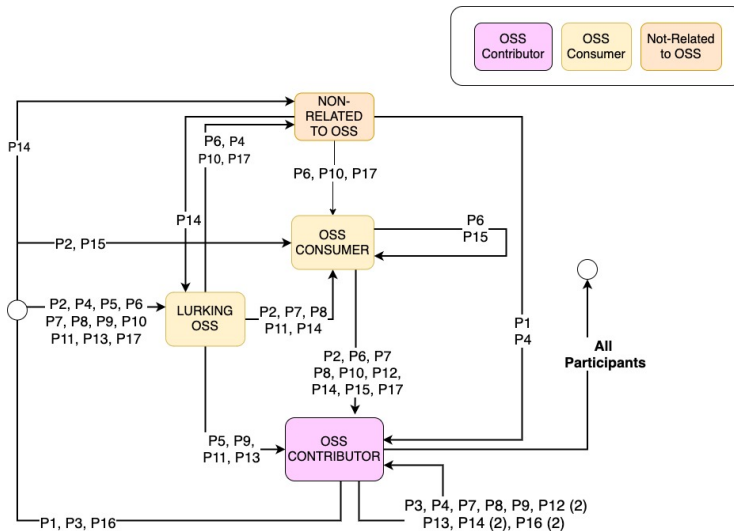 OSS
Contributor
OSS
Consumer
Not-Related
to OSS
NON-
RELATED
TO OSS
P14
P6, P4
P10, P17
P6, P10, P17
P14
P6
P15
P2, P15
OSS
CONSUMER
P2, P4, P5, P6
P7, P8, P9, P10
P11, P13, P17
LURKING
OSS
P2, P7, P8
P11, P14
P1
P4
All
Participants
P2, P6, P7
P8, P10, P12,
P14, P15, P17
P5, P9,
P11, P13
OSS
CONTRIBUTOR
P1, P3, P16
P3, P4, P7, P8, P9, P12 (2)
P13, P14 (2), P16 (2)